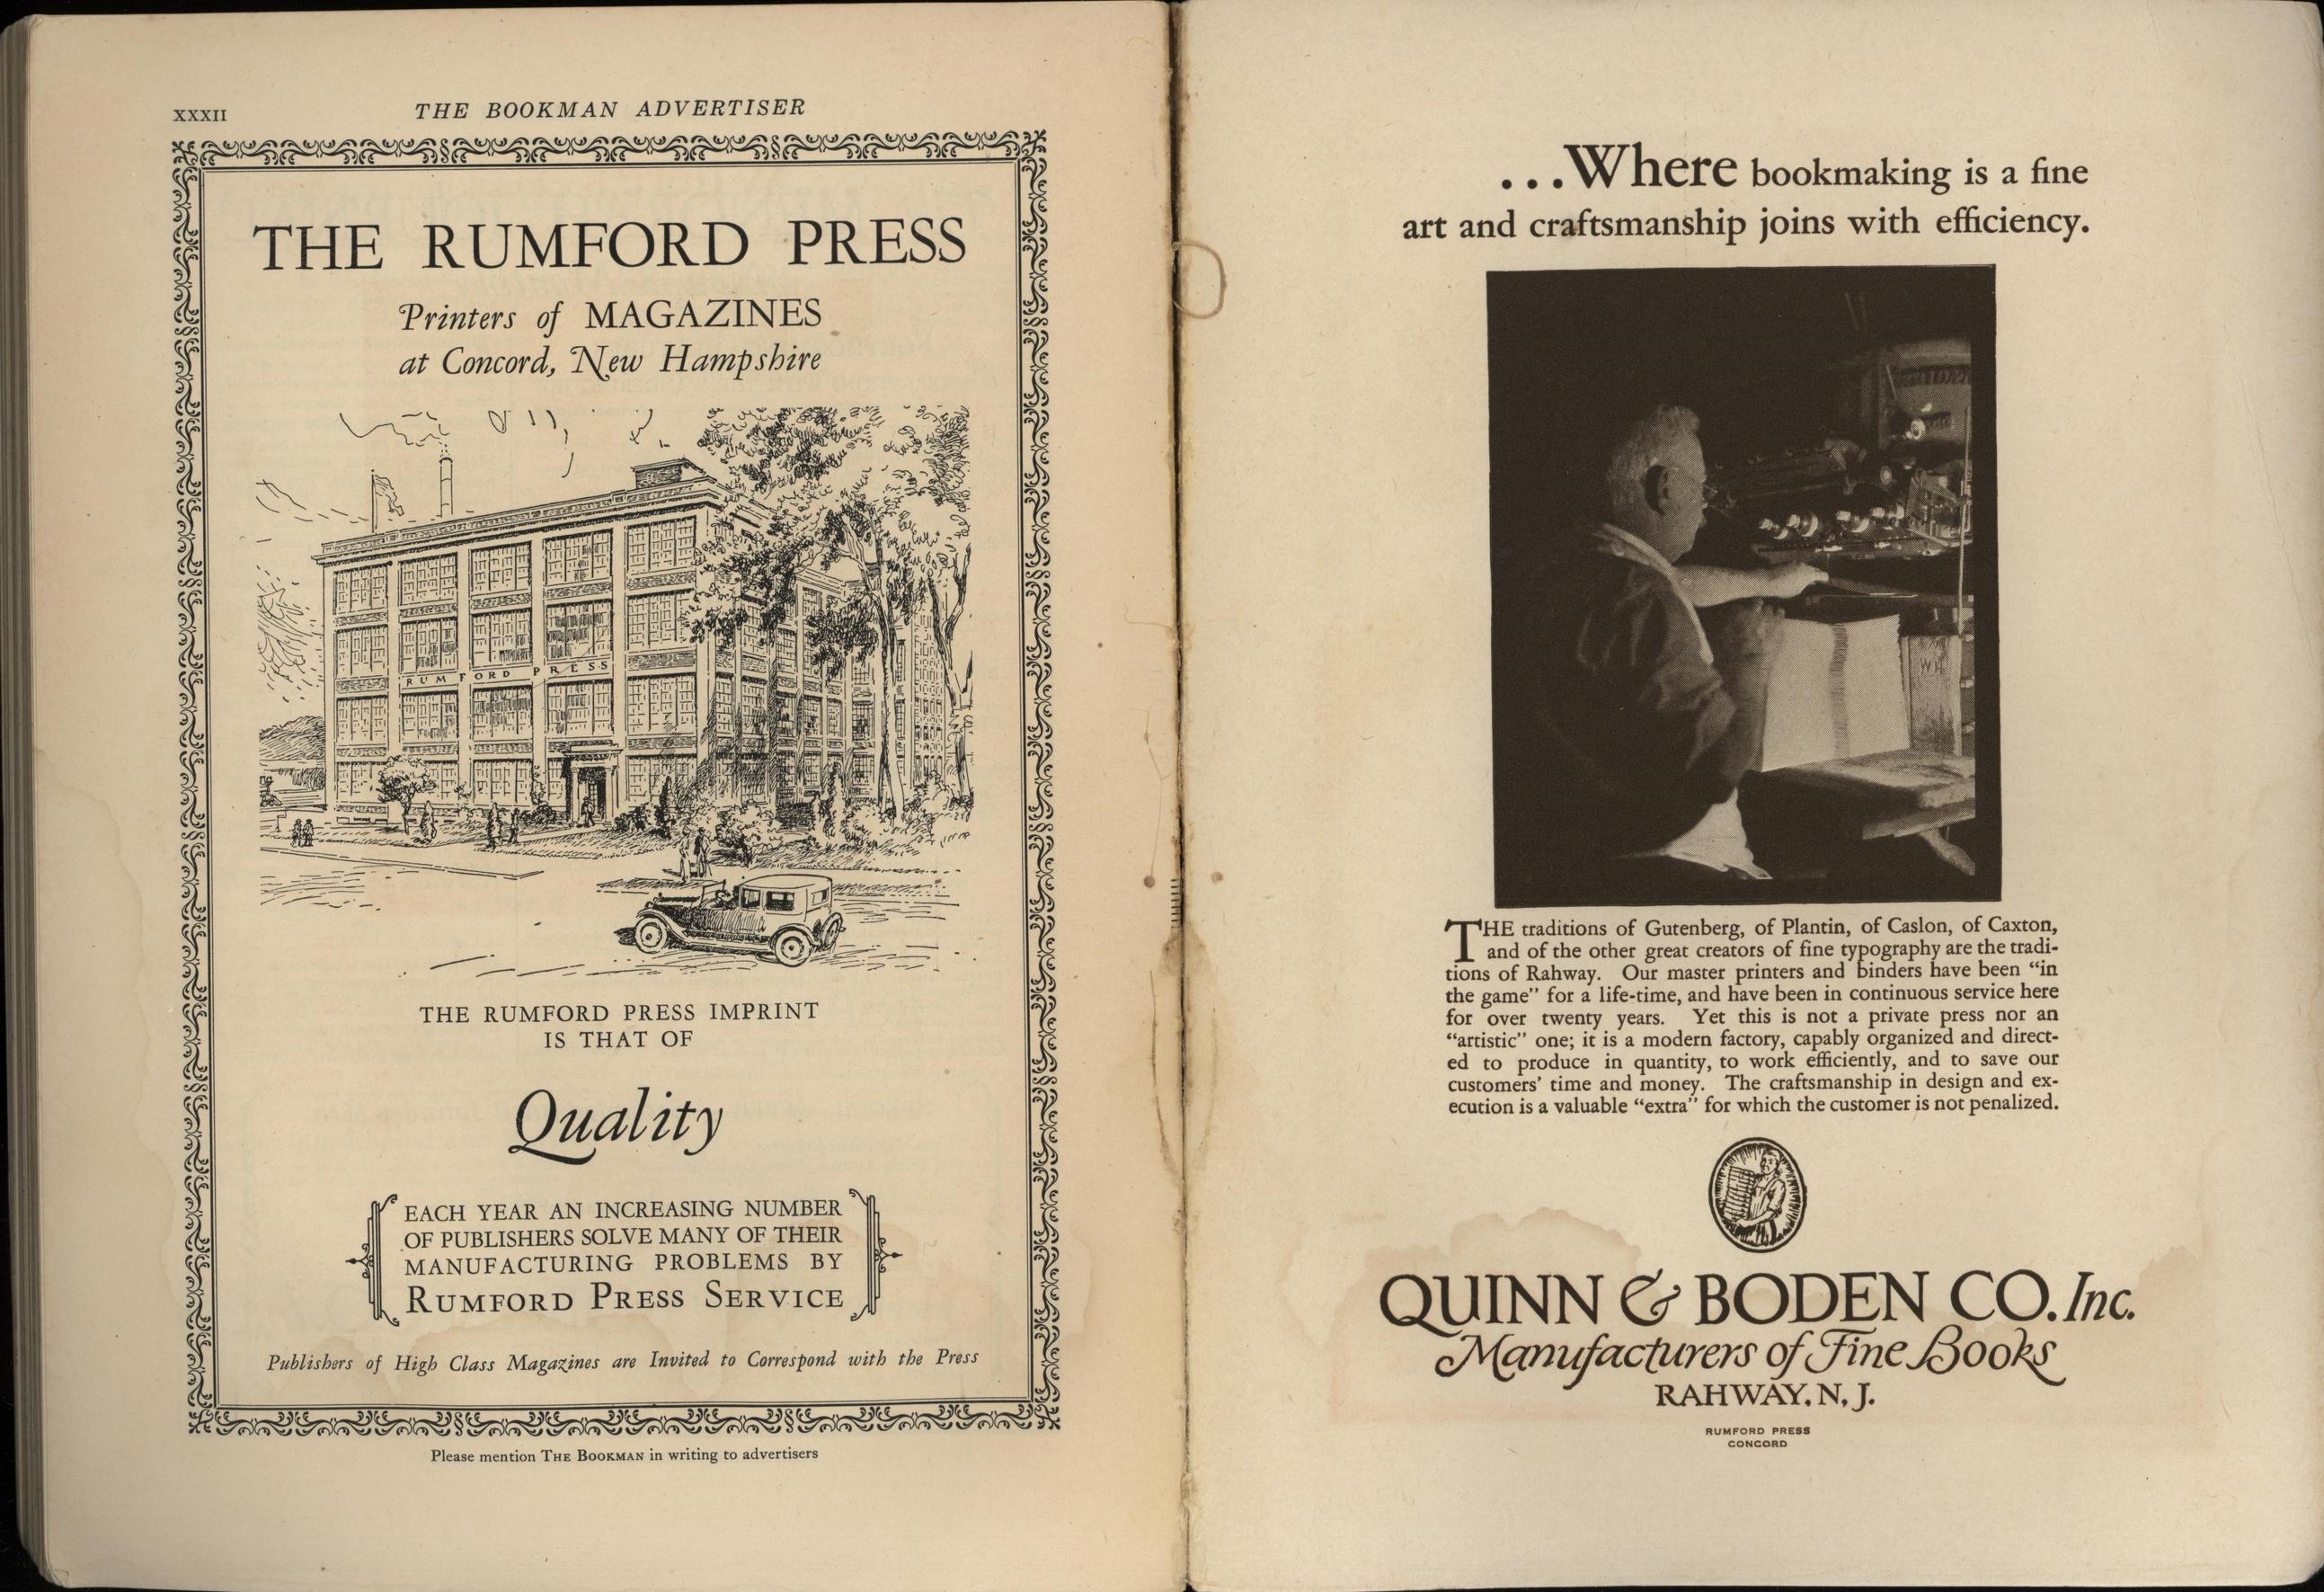 XXXII
THE BOOKMAN ADVERTISER
THE RUMFORD PRESS
Printers of MAGAZINES
at Concord, New Hampshire
RUMFORD PRESS
THE RUMFORD PRESS IMPRINT
IS THAT OF
Quality
EACH YEAR AN INCREASING NUMBER
OF PUBLISHERS SOLVE MANY OF THEIR
MANUFACTURING PROBLEMS BY
RUMFORD PRESS SERVICE
Publishers of High Class Magazines are Invited to Correspond with the Press
Please mention THE BOOKMAN in writing to advertisers
...Where bookmaking is a fine
art and craftsmanship joins with efficiency.
THE traditions of Gutenberg, of Plantin, of Caslon, of Caxton,
and of the other great creators of fine typography are the tradi-
tions of Rahway. Our master printers and binders have been “in
the game” for a life-time, and have been in continuous service here
for over twenty years. Yet this is not a private press nor an
“artistic” one; it is a modern factory, capably organized and direct-
ed to produce in quantity, to work efficiently, and to save our
customers’ time and money. The craftsmanship in design and ex-
ecution is a valuable “extra” for which the customer is not penalized.
QUINN & BODEN CO. Inc.
Manufacturers of Fine Books
RAHWAY, N. J.
RUMFORD PRESS
CONCORD